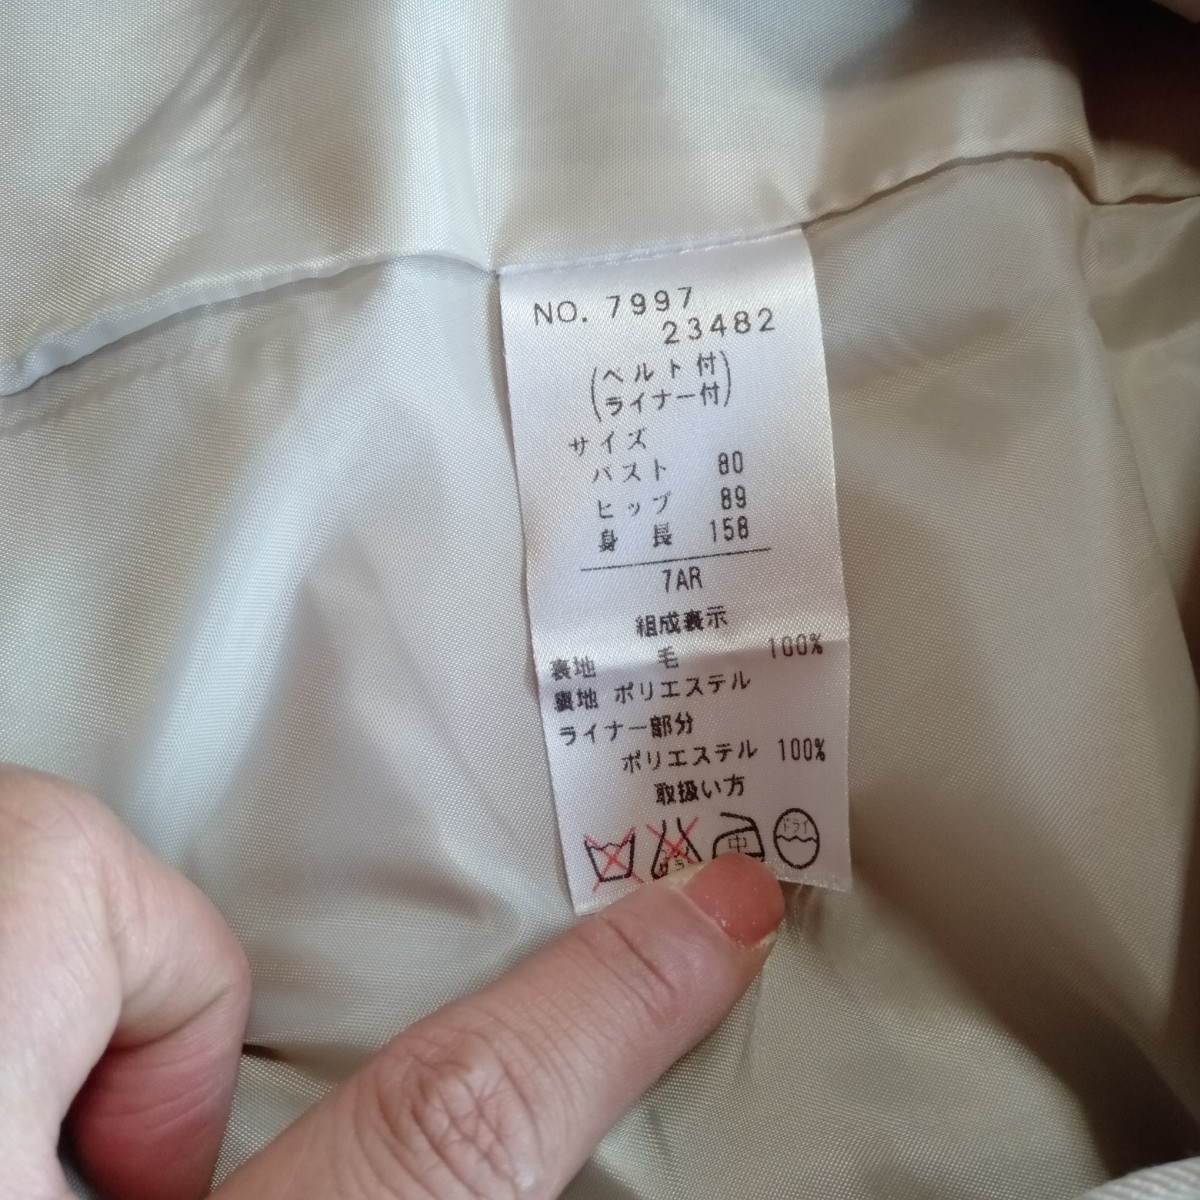 NO. 7997
23482
(ベルト付)
(ライナー付)
サイズ
バスト 80
ヒップ 89
身長 158
7AR
組成表示
表地 毛 100%
裏地 ポリエステル
ライナー部分
ポリエステル 100%
取扱い方
中 ドライ